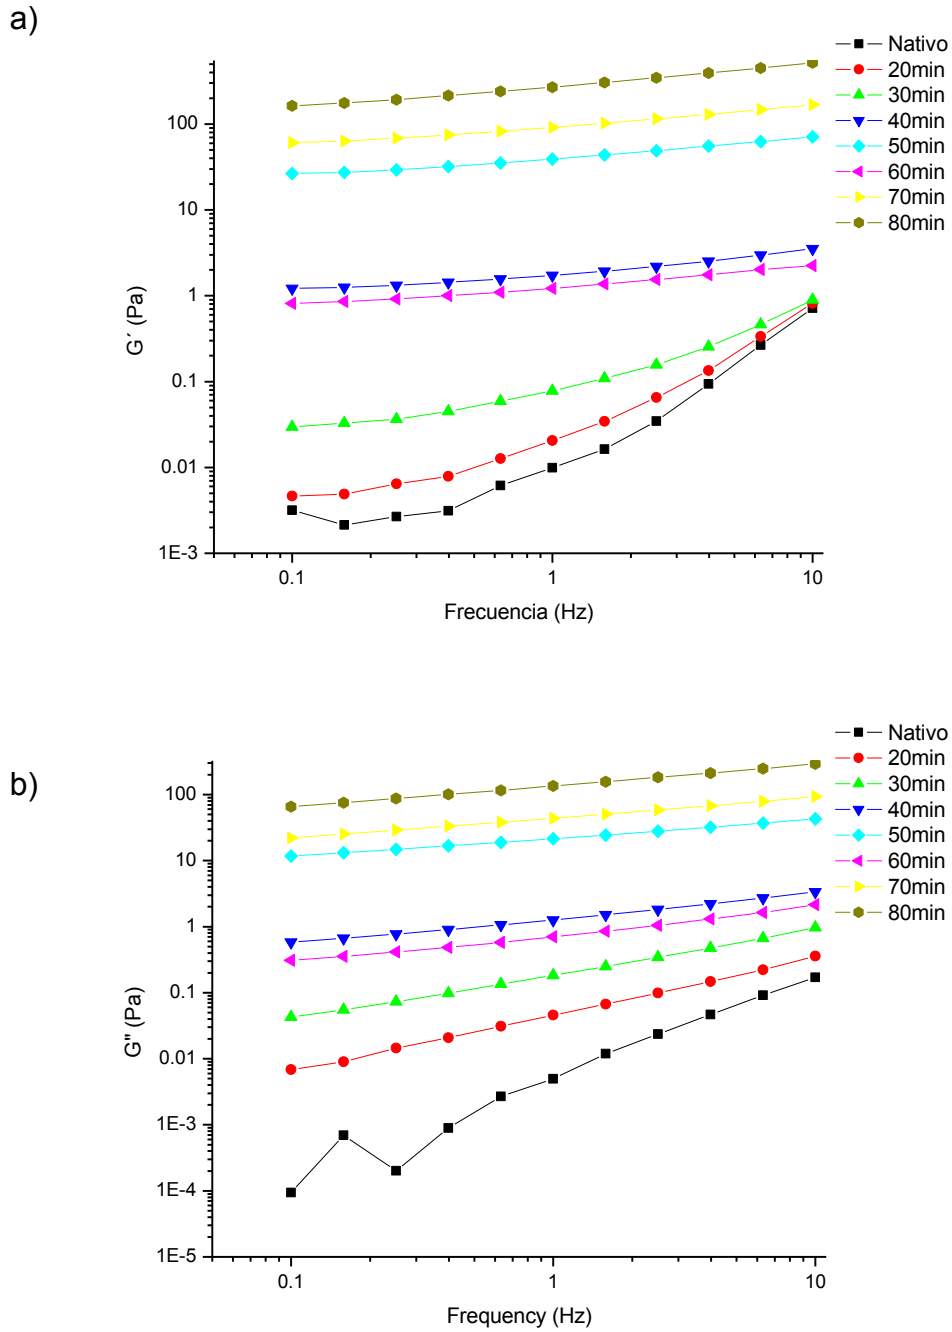 a)
Nativo
20min
30min
40min
50min
60min
70min
80min
100
10
1
0.1
0.01
1E-3
G´ (Pa)
0.1 1 10
Frecuencia (Hz)
b)
Nativo
20min
30min
40min
50min
60min
70min
80min
100
10
1
0.1
0.01
1E-3
1E-4
1E-5
G" (Pa)
0.1 1 10
Frequency (Hz)